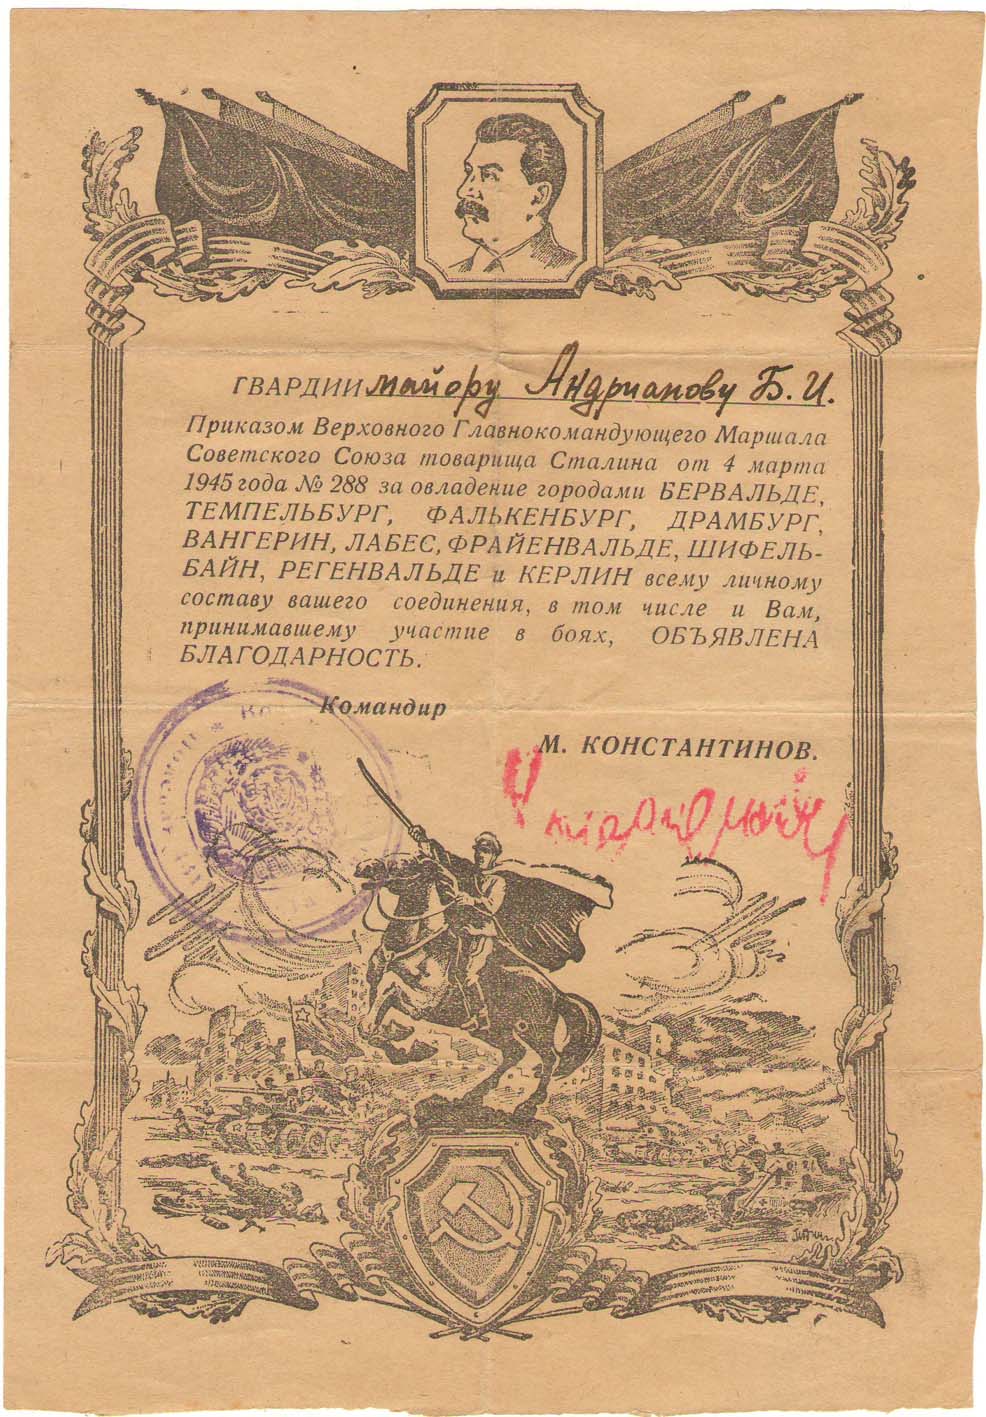 ГВАРДИИ майору Андрианову Б. И.
Приказом Верховного Главнокомандующего Маршала
Советского Союза товарища Сталина от 4 марта
1945 года № 288 за овладение городами БЕРВАЛЬДЕ,
ТЕМПЕЛЬБУРГ, ФАЛЬКЕНБУРГ, ДРАМБУРГ,
ВАНГЕРИН, ЛАБЕС, ФРАЙЕНВАЛЬДЕ, ШИФЕЛЬ-
БАЙН, РЕГЕНВАЛЬДЕ и КЕРЛИН всему личному
составу вашего соединения, в том числе и Вам,
принимавшему участие в боях, ОБЪЯВЛЕНА
БЛАГОДАРНОСТЬ.
Командир
М. КОНСТАНТИНОВ.